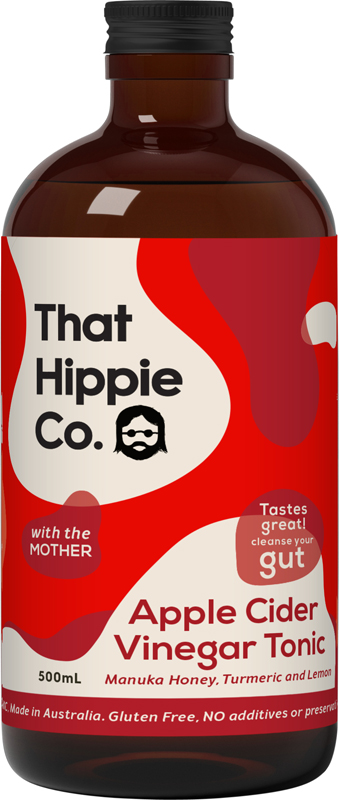 That
Hippie
Co.
with the
MOTHER
Tastes
great!
cleanse your
gut
Apple Cider
Vinegar Tonic
500mL
Manuka Honey, Turmeric and Lemon
Made in Australia. Gluten Free, NO additives or